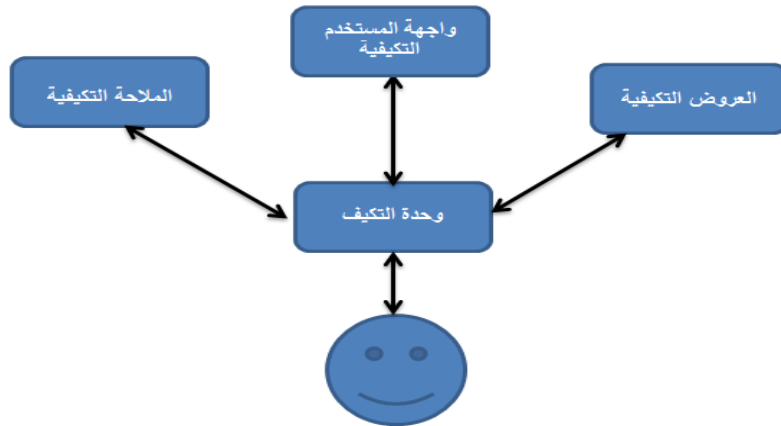 واجهة المستخدم
التكيفية
العروض التكيفية
الملاحة التكيفية
وحدة التكيف